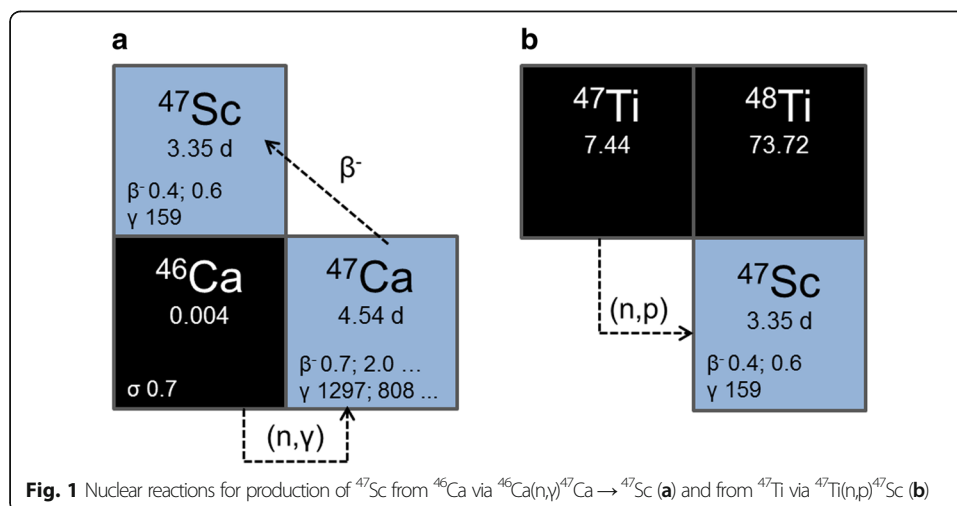 a
⁴⁷Sc
3.35 d
β⁻ 0.4; 0.6
γ 159
β⁻
⁴⁶Ca
0.004
σ 0.7
⁴⁷Ca
4.54 d
β⁻ 0.7; 2.0 ...
γ 1297; 808 ...
(n,γ)
b
⁴⁷Ti
7.44
⁴⁸Ti
73.72
(n,p)
⁴⁷Sc
3.35 d
β⁻ 0.4; 0.6
γ 159
Fig. 1 Nuclear reactions for production of ⁴⁷Sc from ⁴⁶Ca via ⁴⁶Ca(n,γ)⁴⁷Ca → ⁴⁷Sc (a) and from ⁴⁷Ti via ⁴⁷Ti(n,p)⁴⁷Sc (b)